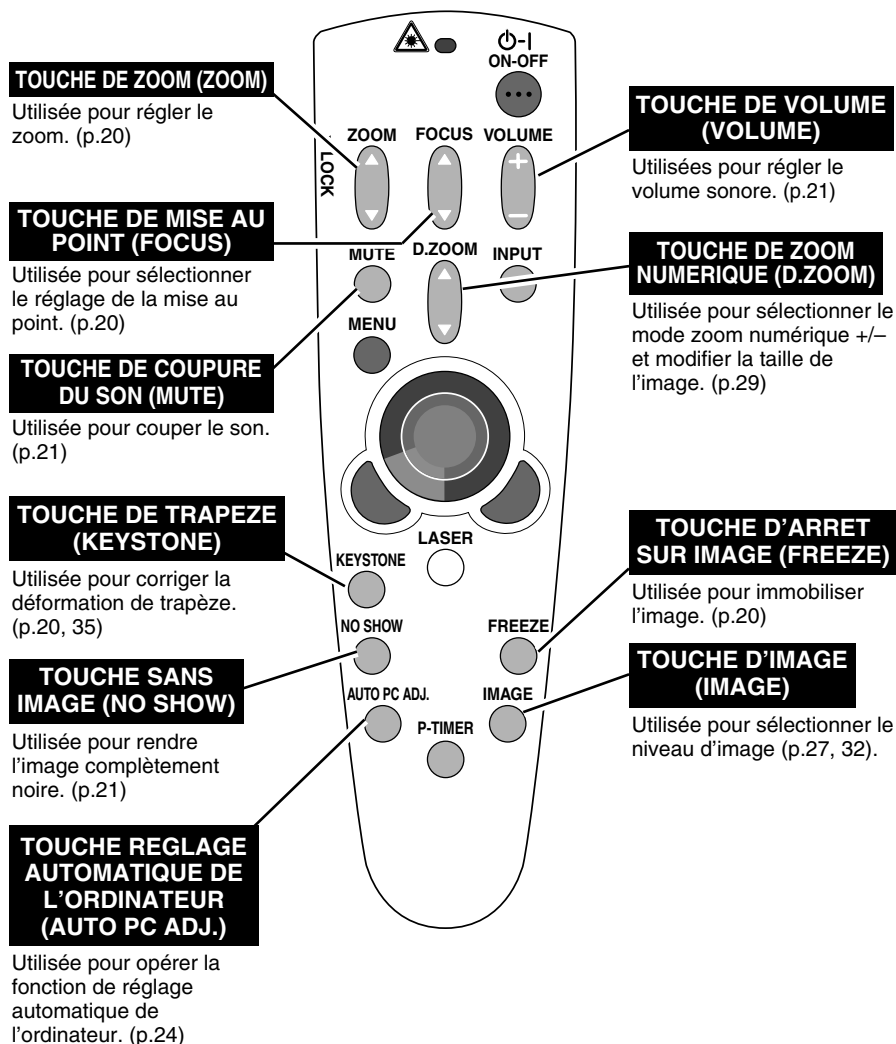 TOUCHE DE ZOOM (ZOOM)
Utilisée pour régler le
zoom. (p.20)
TOUCHE DE MISE AU
POINT (FOCUS)
Utilisée pour sélectionner
le réglage de la mise au
point. (p.20)
TOUCHE DE COUPURE
DU SON (MUTE)
Utilisée pour couper le son.
(p.21)
TOUCHE DE TRAPEZE
(KEYSTONE)
Utilisée pour corriger la
déformation de trapèze.
(p.20, 35)
TOUCHE SANS
IMAGE (NO SHOW)
Utilisée pour rendre
l'image complètement
noire. (p.21)
TOUCHE REGLAGE
AUTOMATIQUE DE
L'ORDINATEUR
(AUTO PC ADJ.)
Utilisée pour opérer la
fonction de réglage
automatique de
l'ordinateur. (p.24)
ON-OFF
ZOOM FOCUS VOLUME
LOCK
MUTE D.ZOOM INPUT
MENU
LASER
KEYSTONE
NO SHOW FREEZE
AUTO PC ADJ. IMAGE
P-TIMER
TOUCHE DE VOLUME
(VOLUME)
Utilisées pour régler le
volume sonore. (p.21)
TOUCHE DE ZOOM
NUMERIQUE (D.ZOOM)
Utilisée pour sélectionner le
mode zoom numérique +/–
et modifier la taille de
l'image. (p.29)
TOUCHE D'ARRET
SUR IMAGE (FREEZE)
Utilisée pour immobiliser
l'image. (p.20)
TOUCHE D'IMAGE
(IMAGE)
Utilisée pour sélectionner le
niveau d'image (p.27, 32).